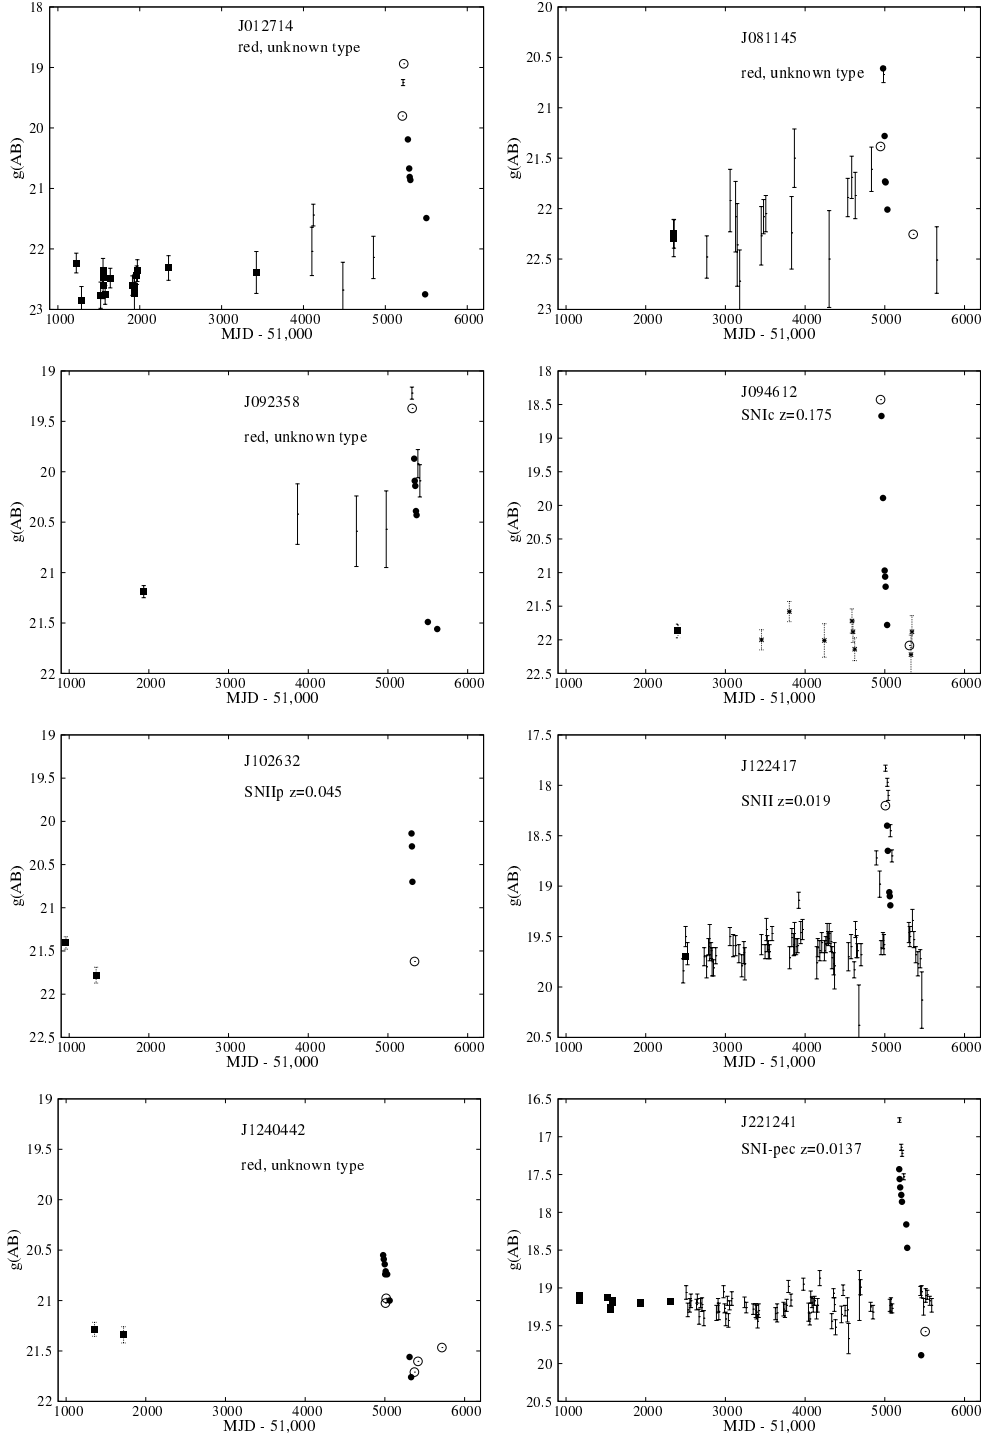 J012714
red, unknown type
g(AB)
18
19
20
21
22
23
1000 2000 3000 4000 5000 6000
MJD - 51,000
J081145
red, unknown type
g(AB)
20
20.5
21
21.5
22
22.5
23
1000 2000 3000 4000 5000 6000
MJD - 51,000
J092358
red, unknown type
g(AB)
19
19.5
20
20.5
21
21.5
22
1000 2000 3000 4000 5000 6000
MJD - 51,000
J094612
SNIc z=0.175
g(AB)
18
18.5
19
19.5
20
20.5
21
21.5
22
22.5
1000 2000 3000 4000 5000 6000
MJD - 51,000
J102632
SNIIp z=0.045
g(AB)
19
19.5
20
20.5
21
21.5
22
22.5
1000 2000 3000 4000 5000 6000
MJD - 51,000
J122417
SNII z=0.019
g(AB)
17.5
18
18.5
19
19.5
20
20.5
1000 2000 3000 4000 5000 6000
MJD - 51,000
J1240442
red, unknown type
g(AB)
19
19.5
20
20.5
21
21.5
22
1000 2000 3000 4000 5000 6000
MJD - 51,000
J221241
SNI-pec z=0.0137
g(AB)
16.5
17
17.5
18
18.5
19
19.5
20
20.5
1000 2000 3000 4000 5000 6000
MJD - 51,000